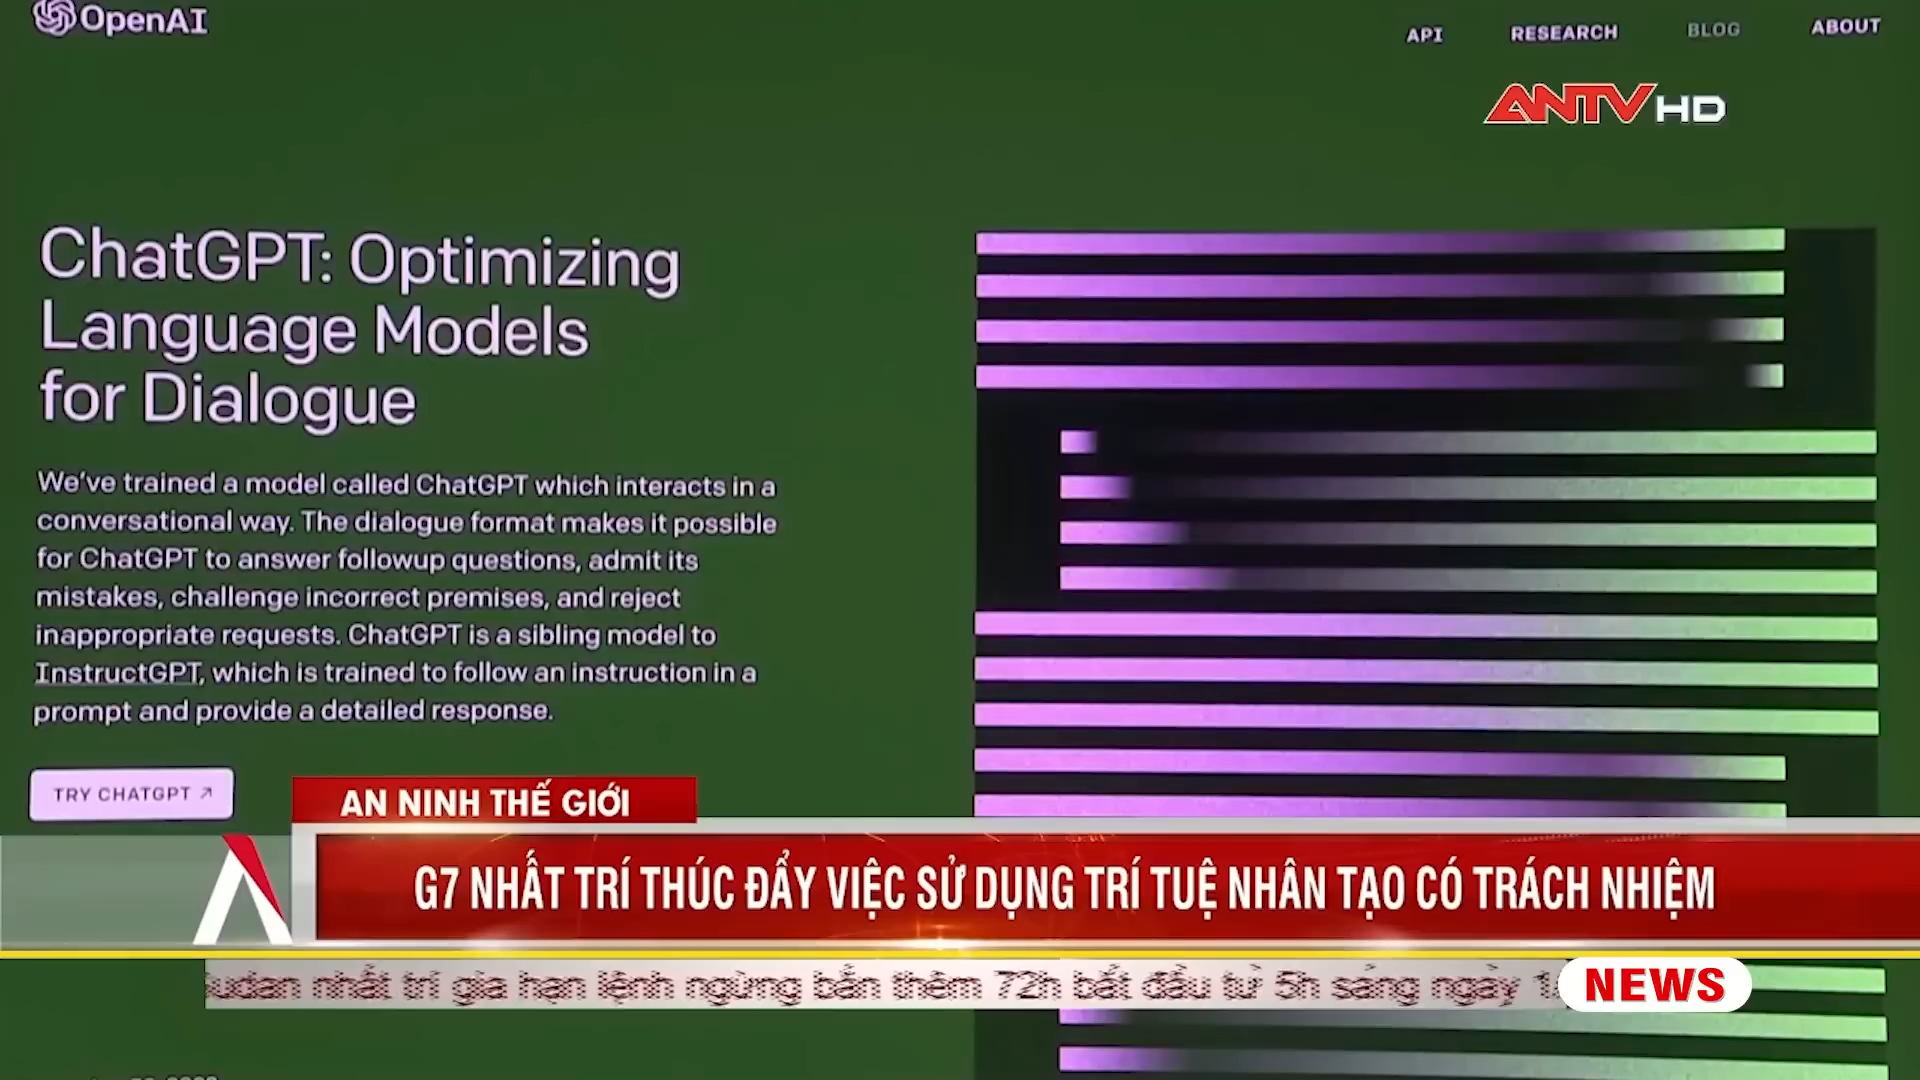 OpenAI
API RESEARCH BLOG ABOUT
ANTV HD
ChatGPT: Optimizing
Language Models
for Dialogue
We've trained a model called ChatGPT which interacts in a
conversational way. The dialogue format makes it possible
for ChatGPT to answer followup questions, admit its
mistakes, challenge incorrect premises, and reject
inappropriate requests. ChatGPT is a sibling model to
InstructGPT, which is trained to follow an instruction in a
prompt and provide a detailed response.
TRY CHATGPT ↗
AN NINH THẾ GIỚI
G7 NHẤT TRÍ THÚC ĐẨY VIỆC SỬ DỤNG TRÍ TUỆ NHÂN TẠO CÓ TRÁCH NHIỆM
nhất trí gia hạn lệnh ngừng bắn thêm 72h bắt đầu từ 5h sáng ngày
NEWS